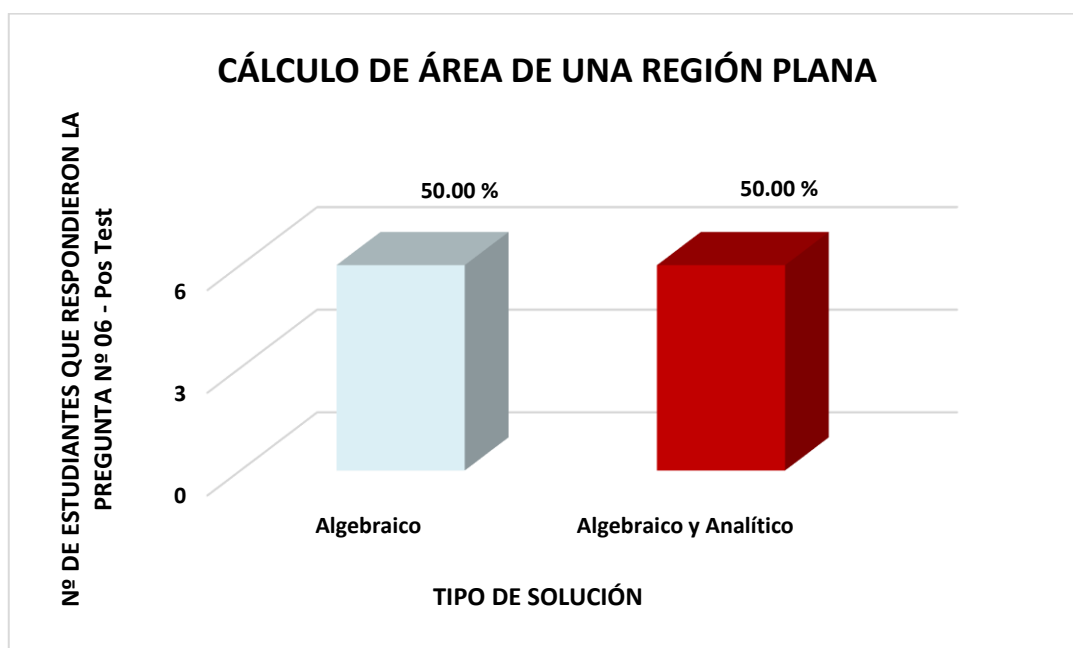 CÁLCULO DE ÁREA DE UNA REGIÓN PLANA
Nº DE ESTUDIANTES QUE RESPONDIERON LA
PREGUNTA Nº 06 - Pos Test
50.00 %
50.00 %
6
3
0
Algebraico
Algebraico y Analítico
TIPO DE SOLUCIÓN